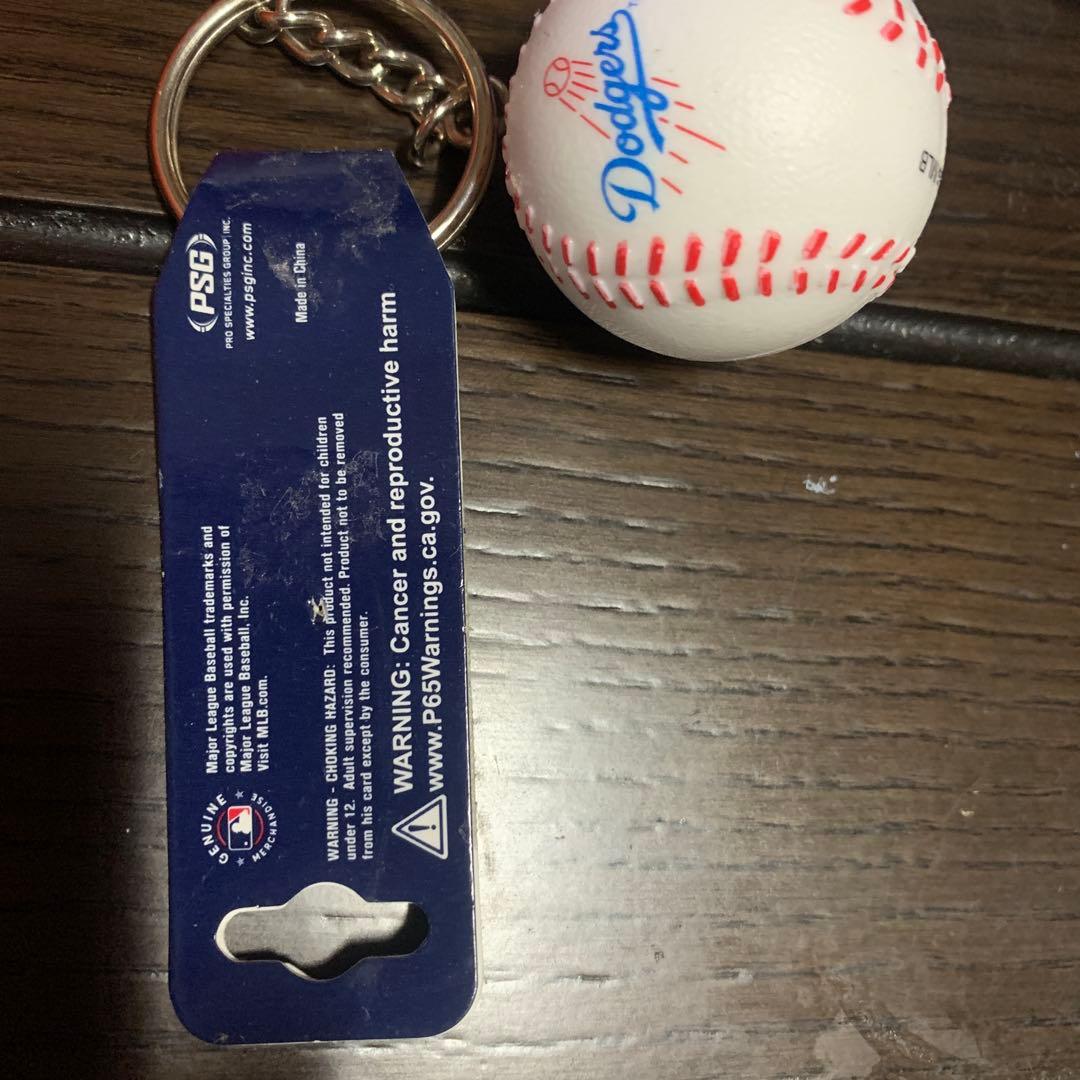 Dodgers
MLB
PSG
PRO SPECIALTIES GROUP | INC.
www.psginc.com
Made in China
Major League Baseball trademarks and
copyrights are used with permission of
Major League Baseball, Inc.
Visit MLB.com.
GENUINE
MERCHANDISE
WARNING - CHOKING HAZARD: This product not intended for children
under 12. Adult supervision recommended. Product not to be removed
from his card except by the consumer.
WARNING: Cancer and reproductive harm
www.P65Warnings.ca.gov.